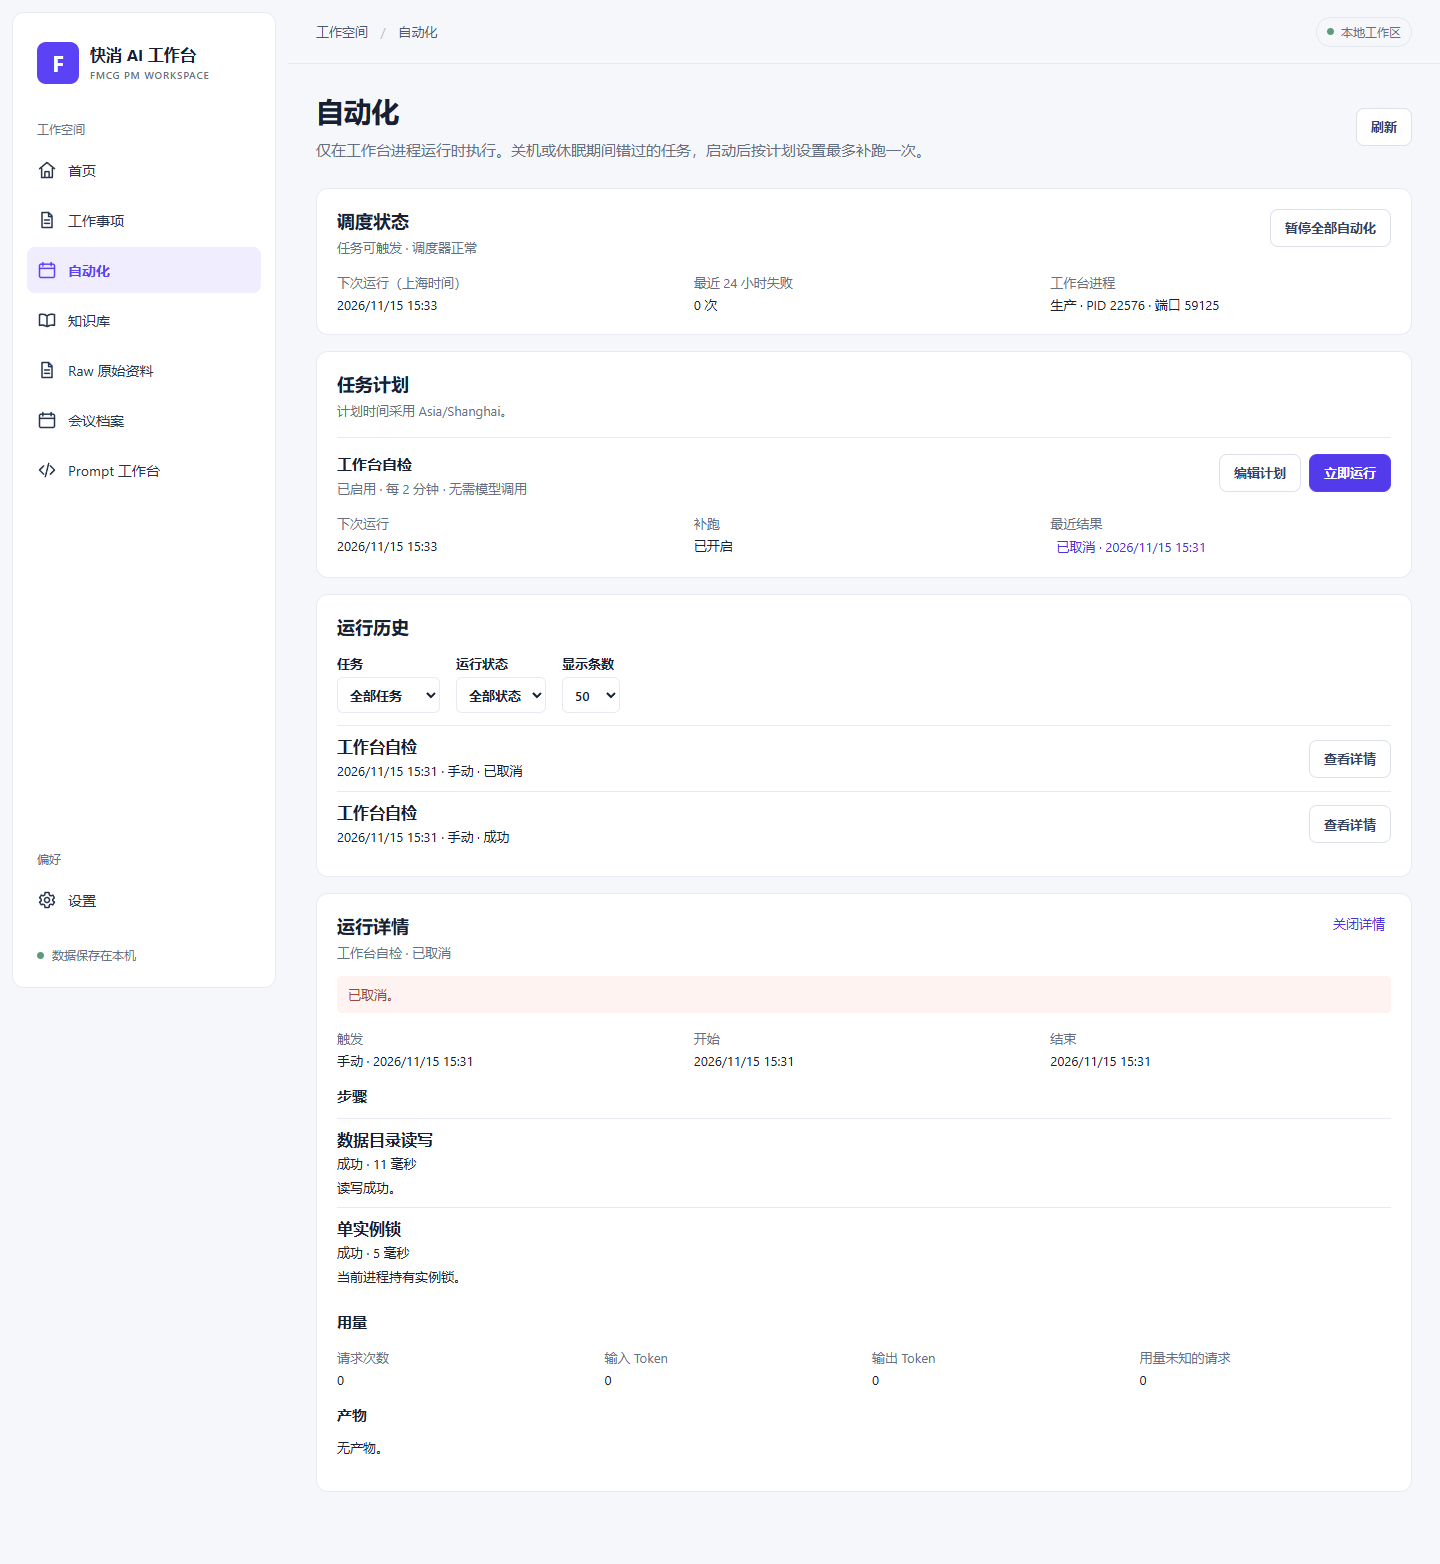 F
快消 AI 工作台
FMCG PM WORKSPACE
工作空间
首页
工作事项
自动化
知识库
Raw 原始资料
会议档案
Prompt 工作台
偏好
设置
数据保存在本机
工作空间 / 自动化
本地工作区
自动化
仅在工作台进程运行时执行。关机或休眠期间错过的任务，启动后按计划设置最多补跑一次。
刷新
调度状态
任务可触发 · 调度器正常
暂停全部自动化
下次运行（上海时间） 最近 24 小时失败 工作台进程
2026/11/15 15:33 0 次 生产 · PID 22576 · 端口 59125
任务计划
计划时间采用 Asia/Shanghai。
工作台自检
已启用 · 每 2 分钟 · 无需模型调用
编辑计划 立即运行
下次运行 补跑 最近结果
2026/11/15 15:33 已开启 已取消 · 2026/11/15 15:31
运行历史
任务 运行状态 显示条数
全部任务 全部状态 50
工作台自检
2026/11/15 15:31 · 手动 · 已取消
查看详情
工作台自检
2026/11/15 15:31 · 手动 · 成功
查看详情
运行详情
工作台自检 · 已取消
关闭详情
已取消。
触发 开始 结束
手动 · 2026/11/15 15:31 2026/11/15 15:31 2026/11/15 15:31
步骤
数据目录读写
成功 · 11 毫秒
读写成功。
单实例锁
成功 · 5 毫秒
当前进程持有实例锁。
用量
请求次数 输入 Token 输出 Token 用量未知的请求
0 0 0 0
产物
无产物。